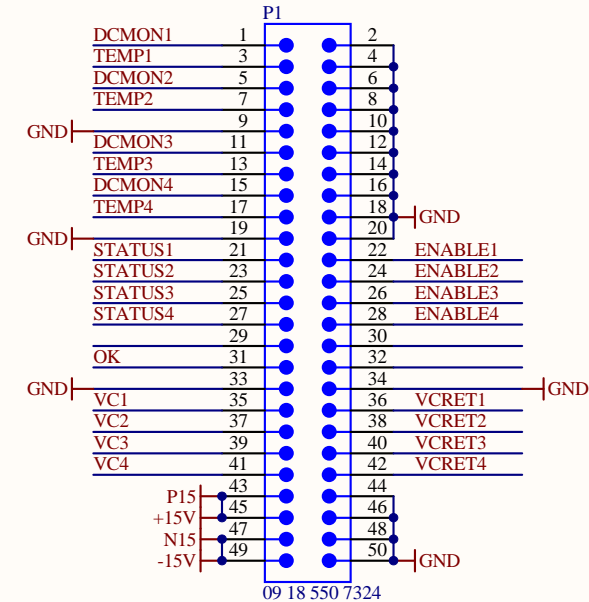 P1
DCMON1 1 2
TEMP1 3 4
DCMON2 5 6
TEMP2 7 8
GND 9 10
DCMON3 11 12
TEMP3 13 14
DCMON4 15 16
TEMP4 17 18 GND
GND 19 20
STATUS1 21 22 ENABLE1
STATUS2 23 24 ENABLE2
STATUS3 25 26 ENABLE3
STATUS4 27 28 ENABLE4
29 30
OK 31 32
GND 33 34 GND
VC1 35 36 VCRET1
VC2 37 38 VCRET2
VC3 39 40 VCRET3
VC4 41 42 VCRET4
P15 43 44
+15V 45 46
N15 47 48
-15V 49 50 GND
09 18 550 7324